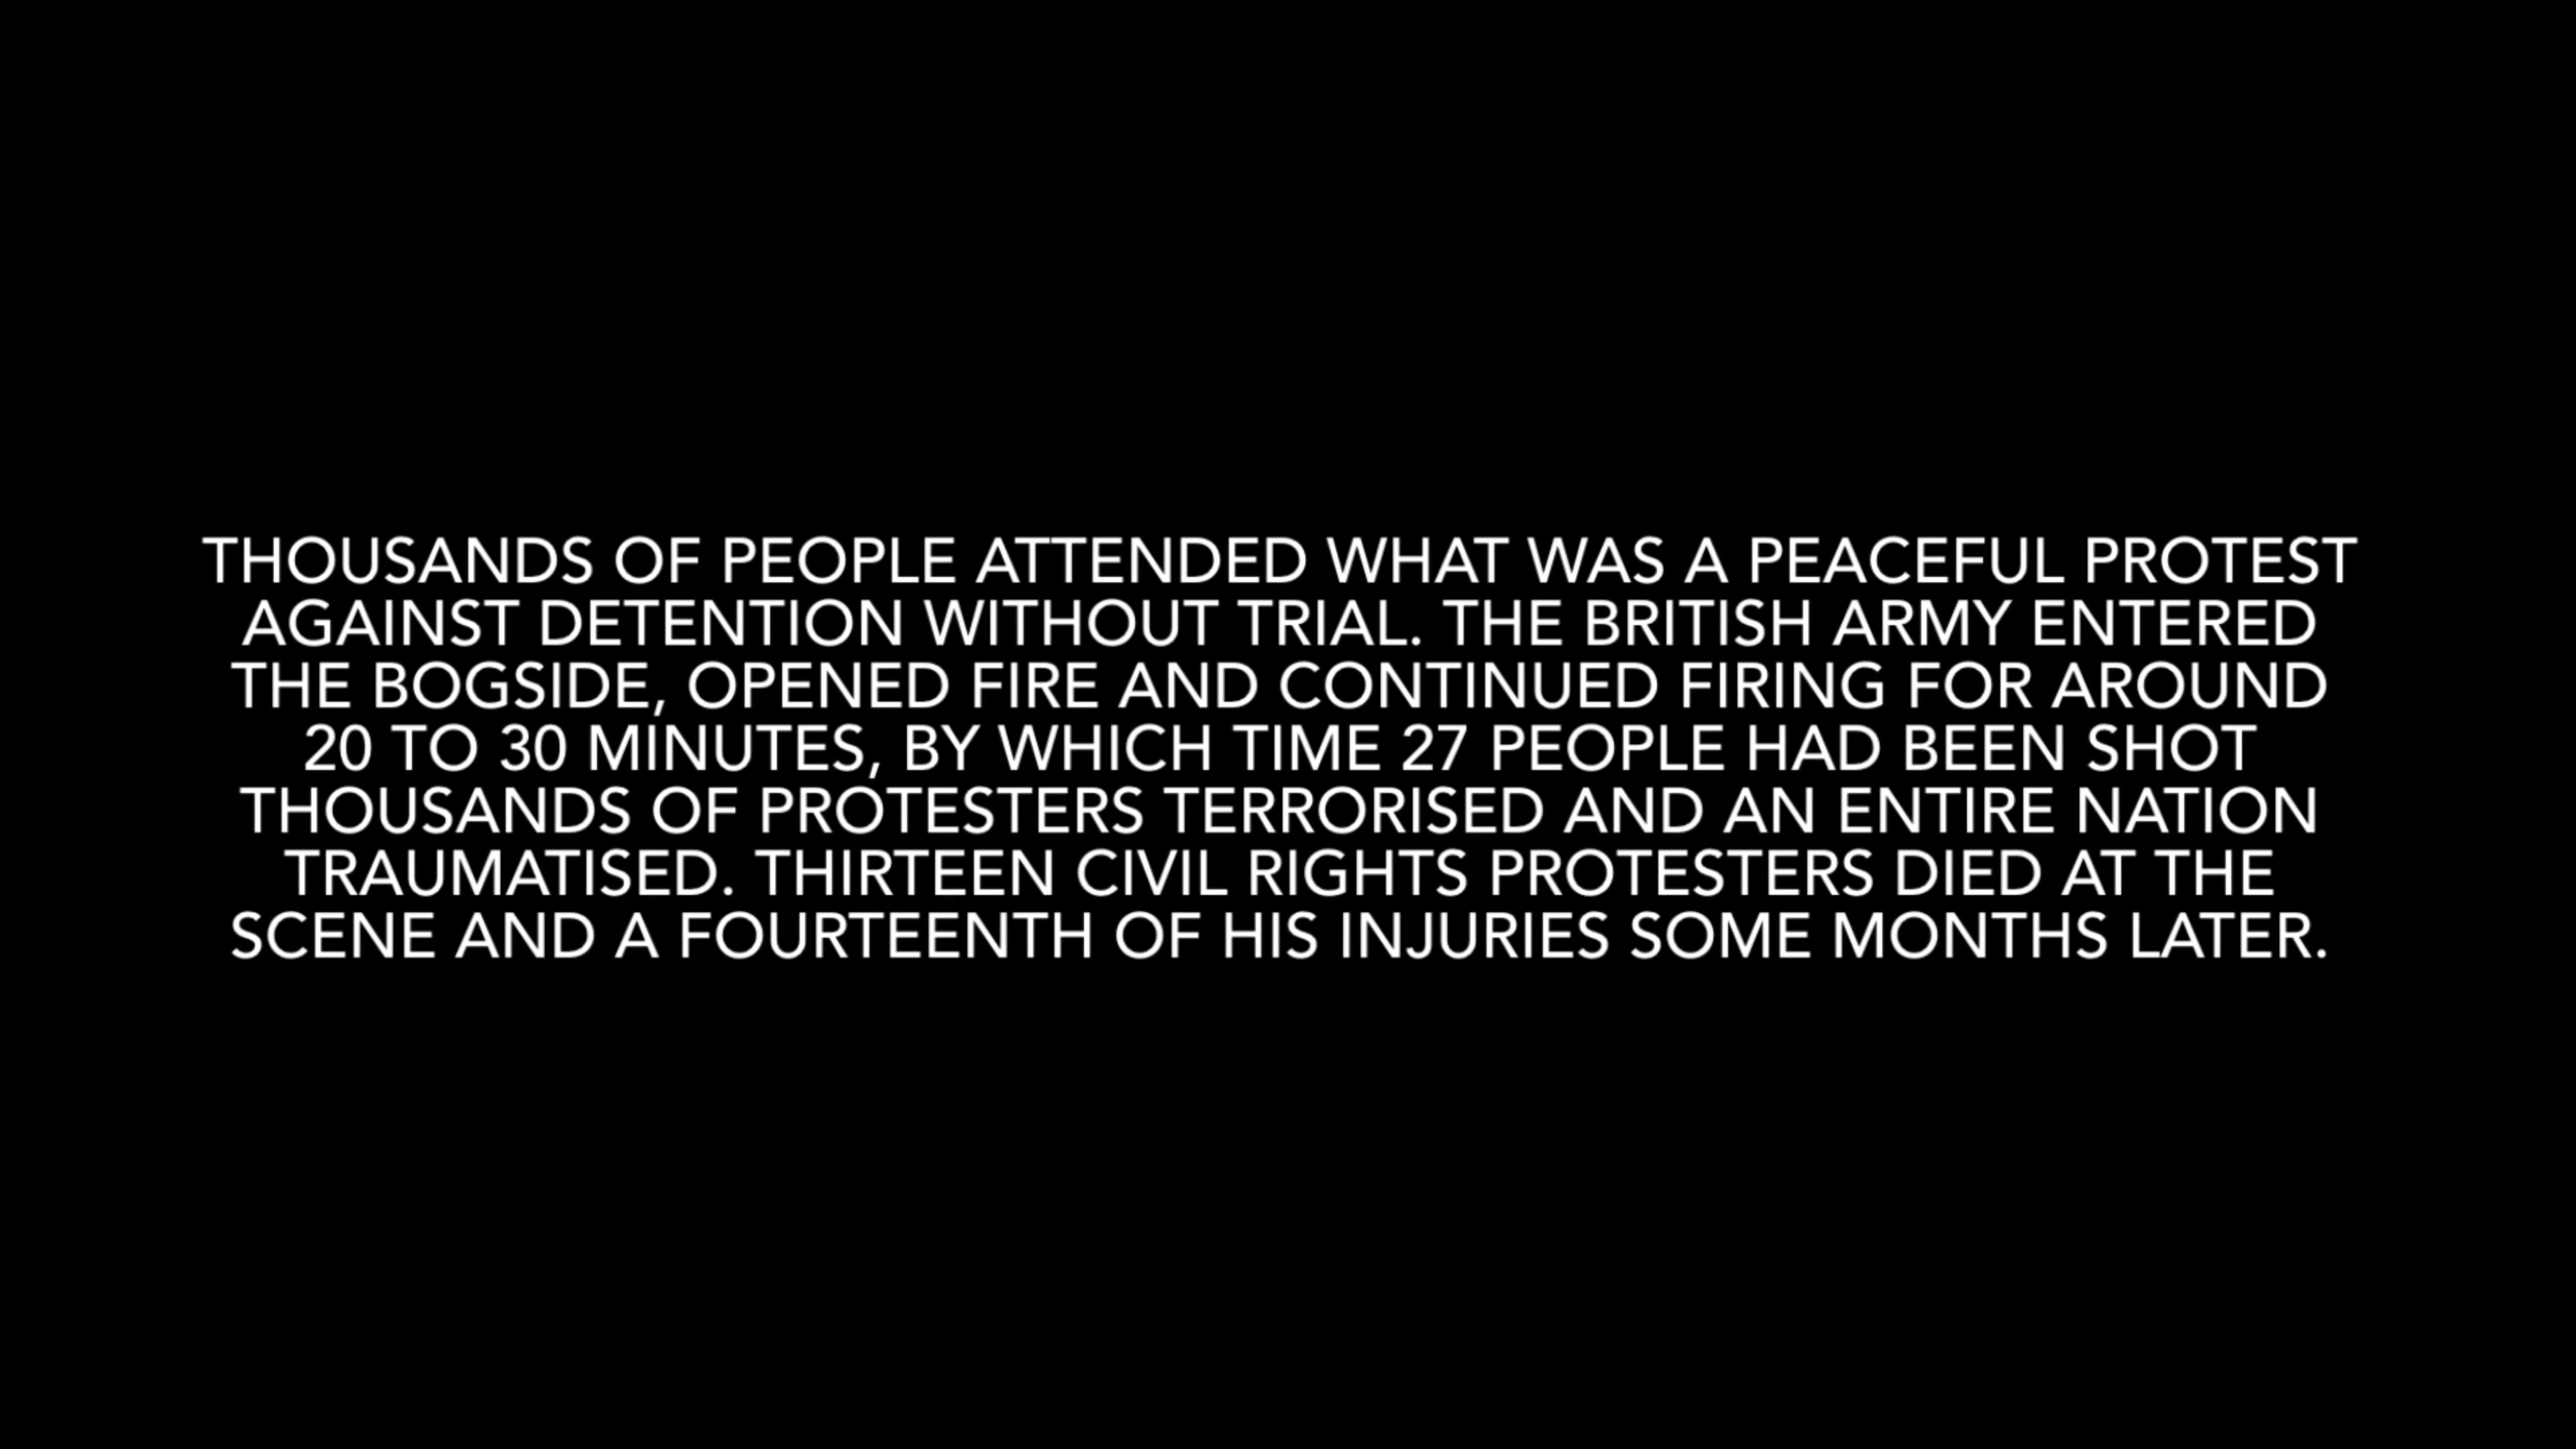 THOUSANDS OF PEOPLE ATTENDED WHAT WAS A PEACEFUL PROTEST
AGAINST DETENTION WITHOUT TRIAL. THE BRITISH ARMY ENTERED
THE BOGSIDE, OPENED FIRE AND CONTINUED FIRING FOR AROUND
20 TO 30 MINUTES, BY WHICH TIME 27 PEOPLE HAD BEEN SHOT
THOUSANDS OF PROTESTERS TERRORISED AND AN ENTIRE NATION
TRAUMATISED. THIRTEEN CIVIL RIGHTS PROTESTERS DIED AT THE
SCENE AND A FOURTEENTH OF HIS INJURIES SOME MONTHS LATER.